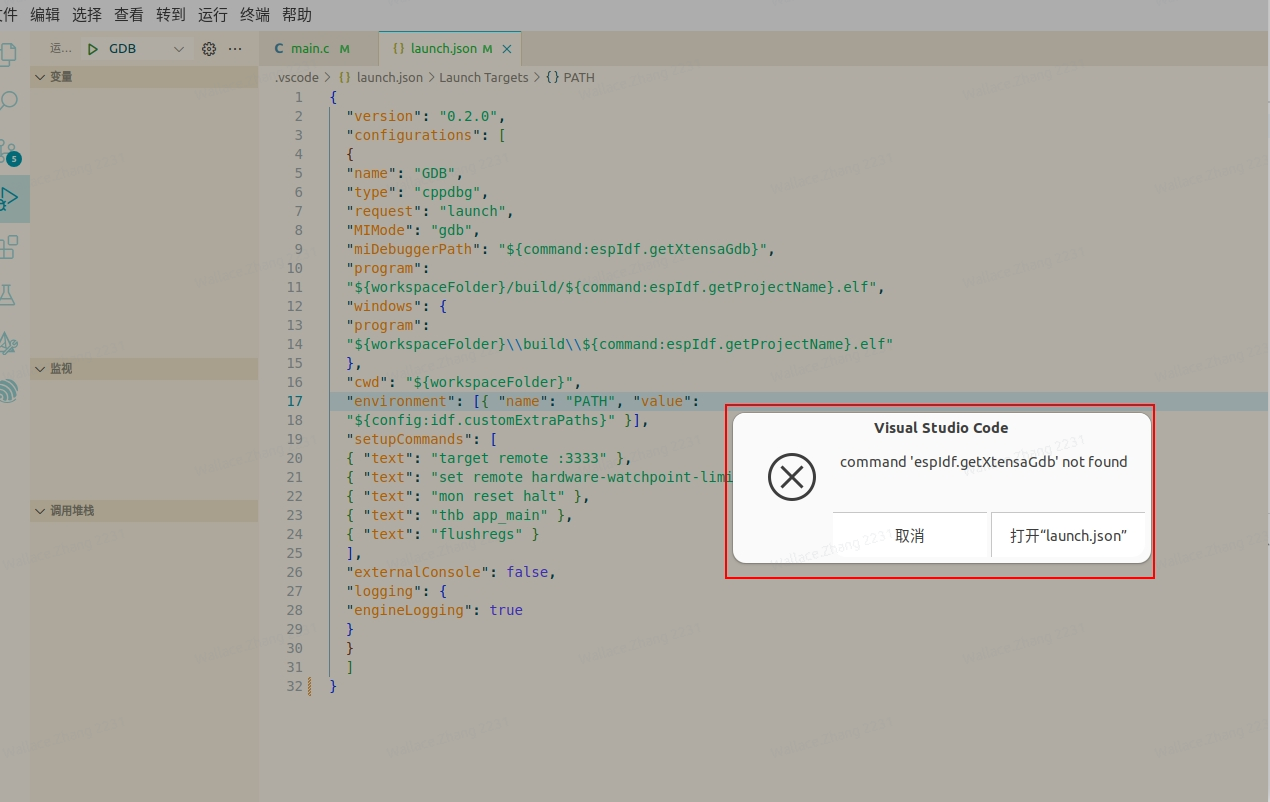 文件 编辑 选择 查看 转到 运行 终端 帮助
运... GDB ...
变量
监视
调用堆栈
5
C main.c M
{} launch.json M ×
.vscode > {} launch.json > Launch Targets > {} PATH
1 {
2 "version": "0.2.0",
3 "configurations": [
4 {
5 "name": "GDB",
6 "type": "cppdbg",
7 "request": "launch",
8 "MIMode": "gdb",
9 "miDebuggerPath": "${command:espIdf.getXtensaGdb}",
10 "program":
11 "${workspaceFolder}/build/${command:espIdf.getProjectName}.elf",
12 "windows": {
13 "program":
14 "${workspaceFolder}\\build\\${command:espIdf.getProjectName}.elf"
15 },
16 "cwd": "${workspaceFolder}",
17 "environment": [{ "name": "PATH", "value":
18 "${config:idf.customExtraPaths}" }],
19 "setupCommands": [
20 { "text": "target remote :3333" },
21 { "text": "set remote hardware-watchpoint-limi
22 { "text": "mon reset halt" },
23 { "text": "thb app_main" },
24 { "text": "flushregs" }
25 ],
26 "externalConsole": false,
27 "logging": {
28 "engineLogging": true
29 }
30 }
31 ]
32 }
Visual Studio Code
command 'espIdf.getXtensaGdb' not found
取消
打开“launch.json”
Wallace.Zhang 2231